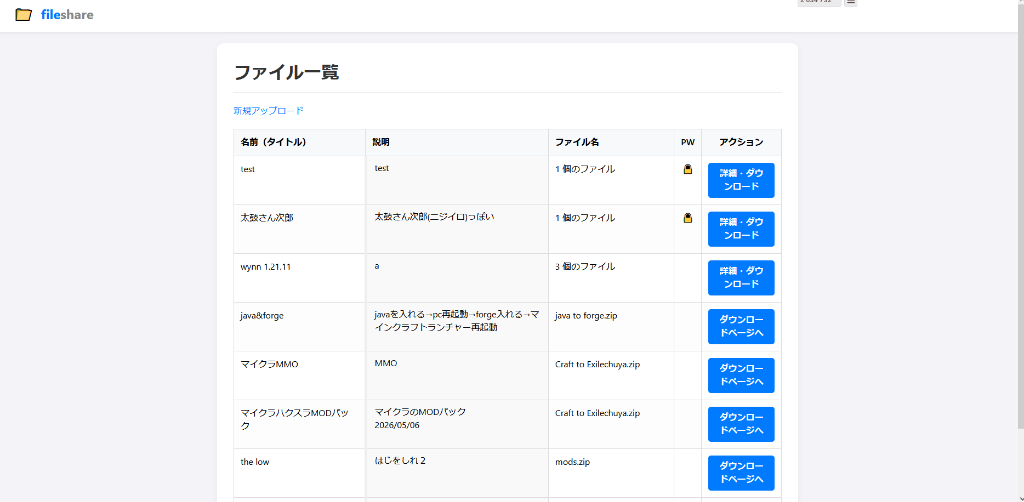 fileshare
ファイル一覧
新規アップロード
名前（タイトル） 説明 ファイル名 PW アクション
test test 1 個のファイル 詳細・ダウ
ンロード
太鼓さん次郎 太鼓さん次郎(ニジイロ)っぽい 1 個のファイル 詳細・ダウ
ンロード
wynn 1.21.11 a 3 個のファイル 詳細・ダウ
ンロード
java&forge javaを入れる→pc再起動→forge入れる→マ
インクラフトランチャー再起動 java to forge.zip ダウンロー
ドページへ
マイクラMMO MMO Craft to Exilechuya.zip ダウンロー
ドページへ
マイクラハクスラMODパッ
ク マイクラのMODパック
2026/05/06 Craft to Exilechuya.zip ダウンロー
ドページへ
the low はじをしれ２ mods.zip ダウンロー
ドページへ